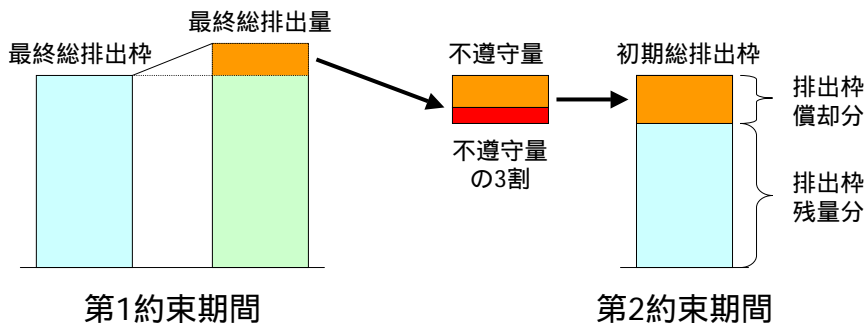 最終総排出枠
最終総排出量
不遵守量
不遵守量
の3割
初期総排出枠
排出枠
償却分
排出枠
残量分
第1約束期間
第2約束期間